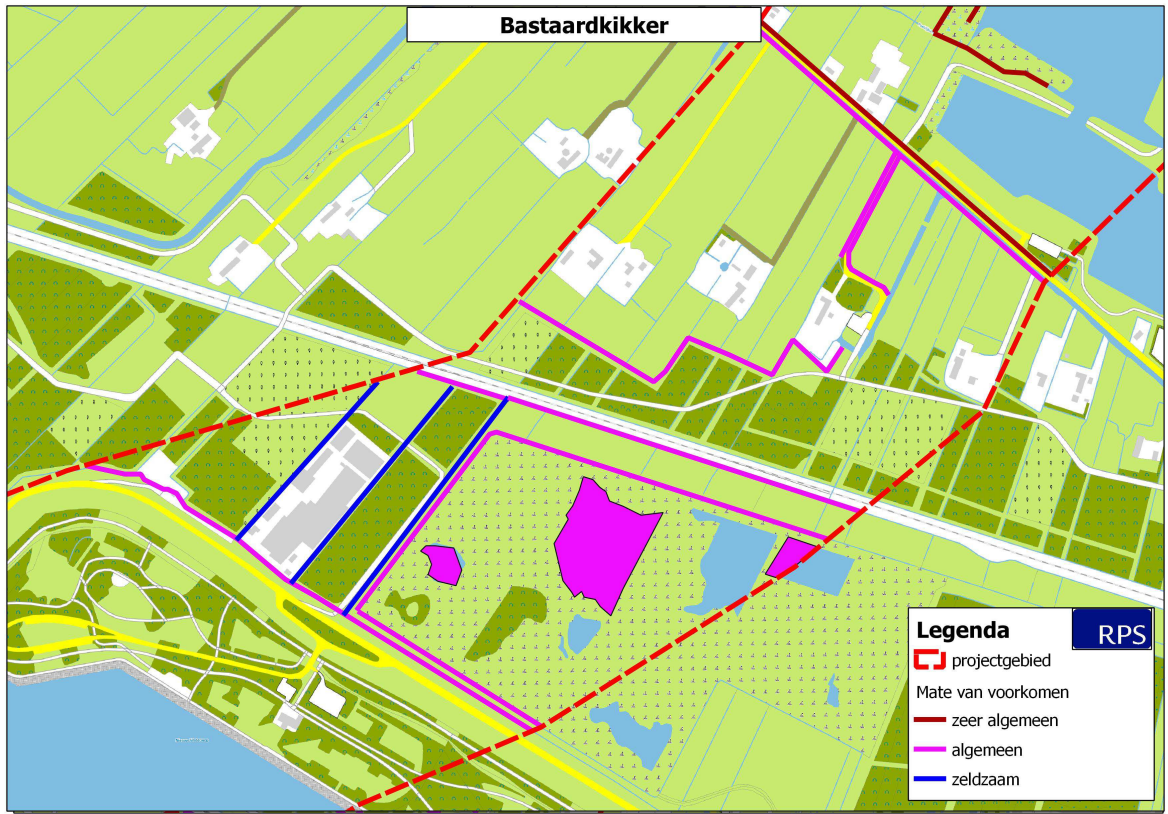 Bastaardkikker
Legenda
RPS
projectgebied
Mate van voorkomen
zeer algemeen
algemeen
zeldzaam